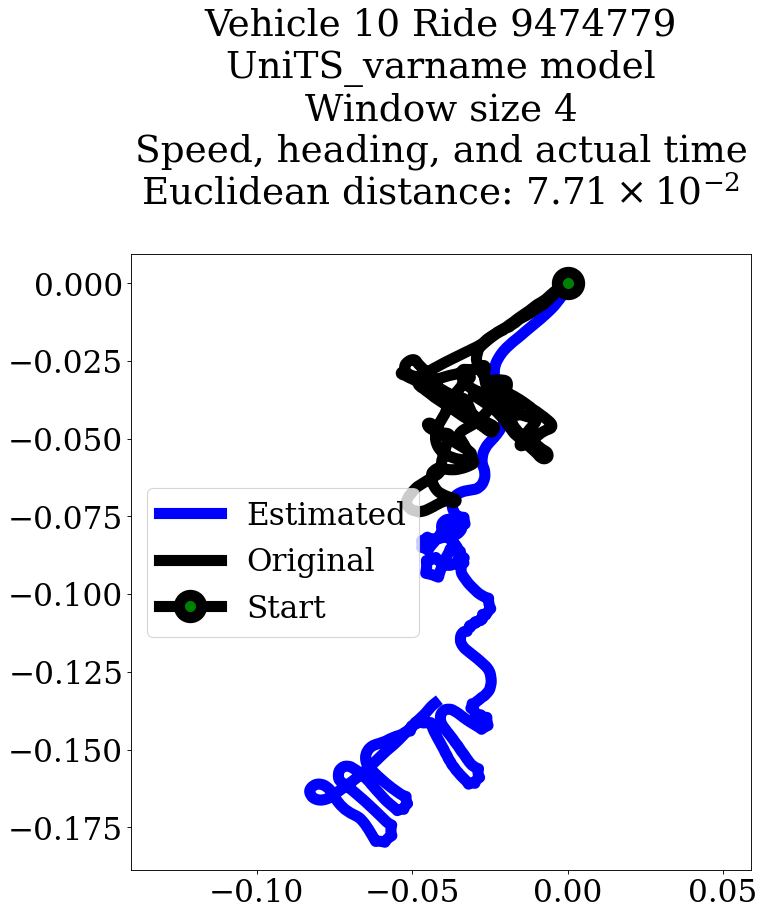 Vehicle 10 Ride 9474779
UniTS_varname model
Window size 4
Speed, heading, and actual time
Euclidean distance: 7.71 × 10⁻²
0.000
−0.025
−0.050
−0.075
−0.100
−0.125
−0.150
−0.175
Estimated
Original
Start
−0.10 −0.05 0.00 0.05